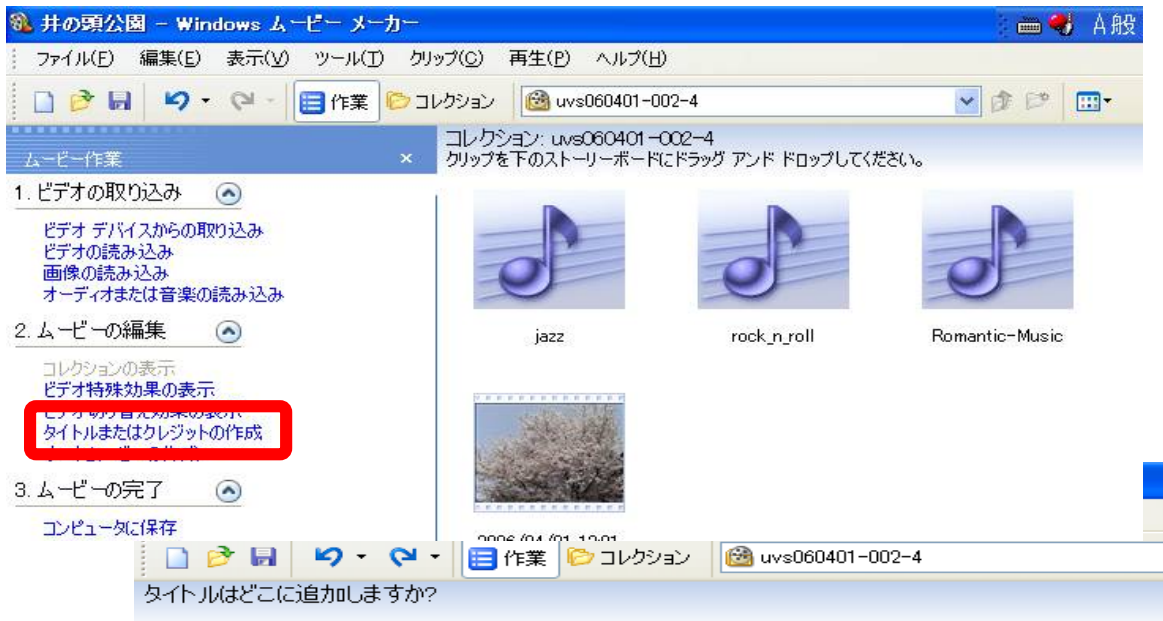 井の頭公園 - Windows ムービー メーカー
A 般
ファイル(F) 編集(E) 表示(V) ツール(T) クリップ(C) 再生(P) ヘルプ(H)
作業 コレクション uvs060401-002-4
ムービー作業
コレクション: uvs060401-002-4
クリップを下のストーリーボードにドラッグ アンド ドロップしてください。
1. ビデオの取り込み
ビデオ デバイスからの取り込み
ビデオの読み込み
画像の読み込み
オーディオまたは音楽の読み込み
jazz
rock_n_roll
Romantic-Music
2. ムービーの編集
コレクションの表示
ビデオ特殊効果の表示
ビデオ切り替え効果の表示
タイトルまたはクレジットの作成
3. ムービーの完了
コンピュータに保存
作業 コレクション uvs060401-002-4
タイトルはどこに追加しますか?